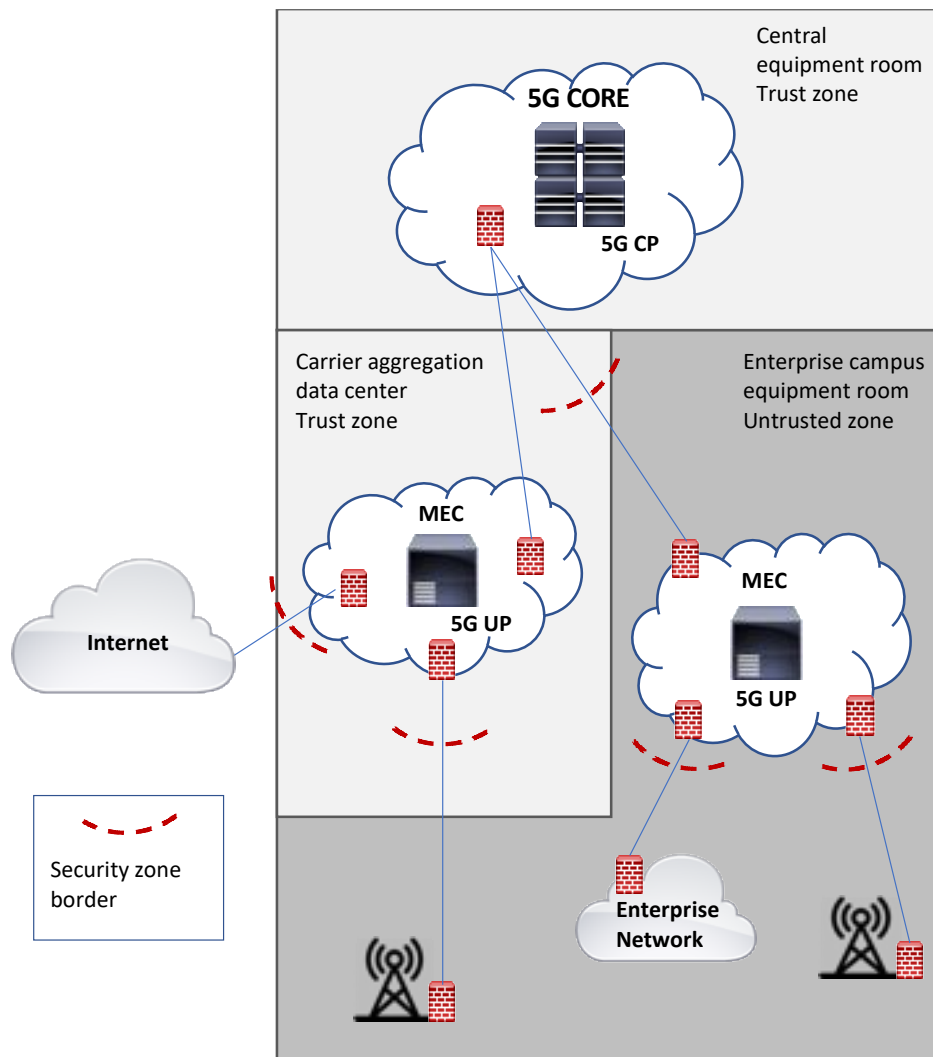 Central
equipment room
Trust zone
5G CORE
5G CP
Carrier aggregation
data center
Trust zone
Enterprise campus
equipment room
Untrusted zone
MEC
5G UP
MEC
5G UP
Internet
Security zone
border
Enterprise
Network